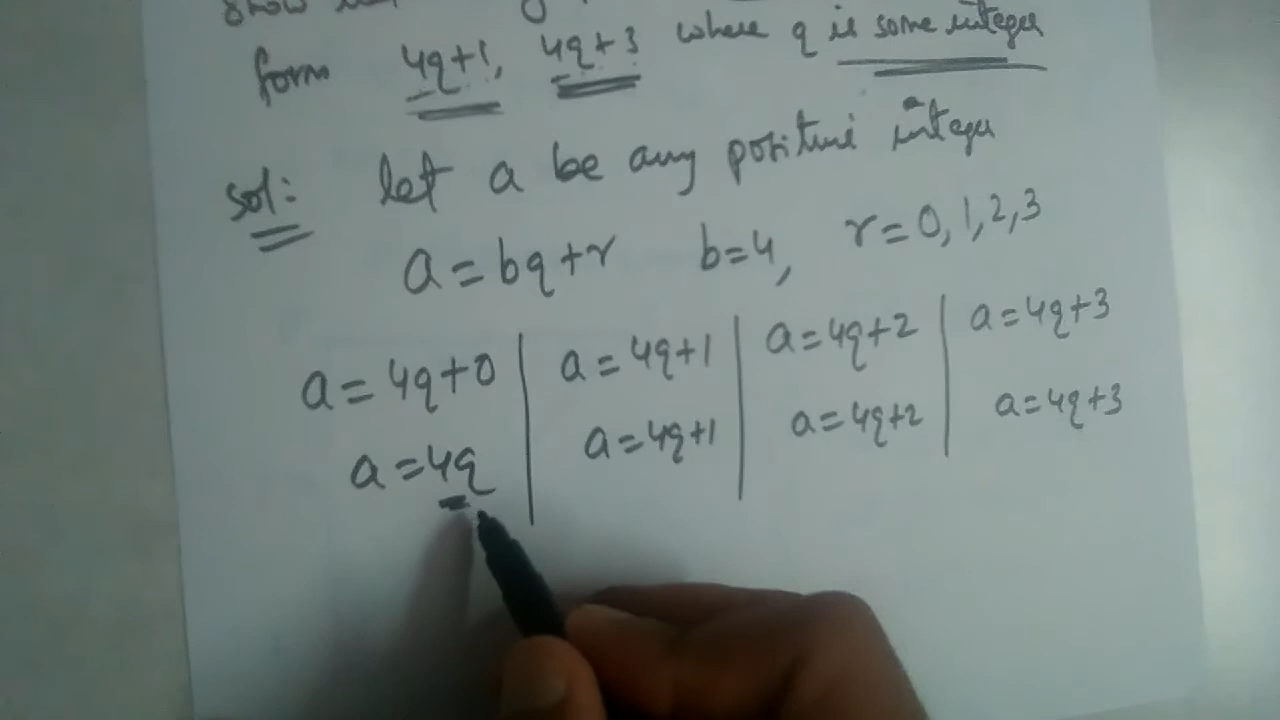 Show
form 4q+1, 4q+3 where q is some integer
Sol: let a be any positive integer
a = bq+r b=4, r=0,1,2,3
a = 4q+0 a = 4q+1 a = 4q+2 a = 4q+3
a = 4q a = 4q+1 a = 4q+2 a = 4q+3